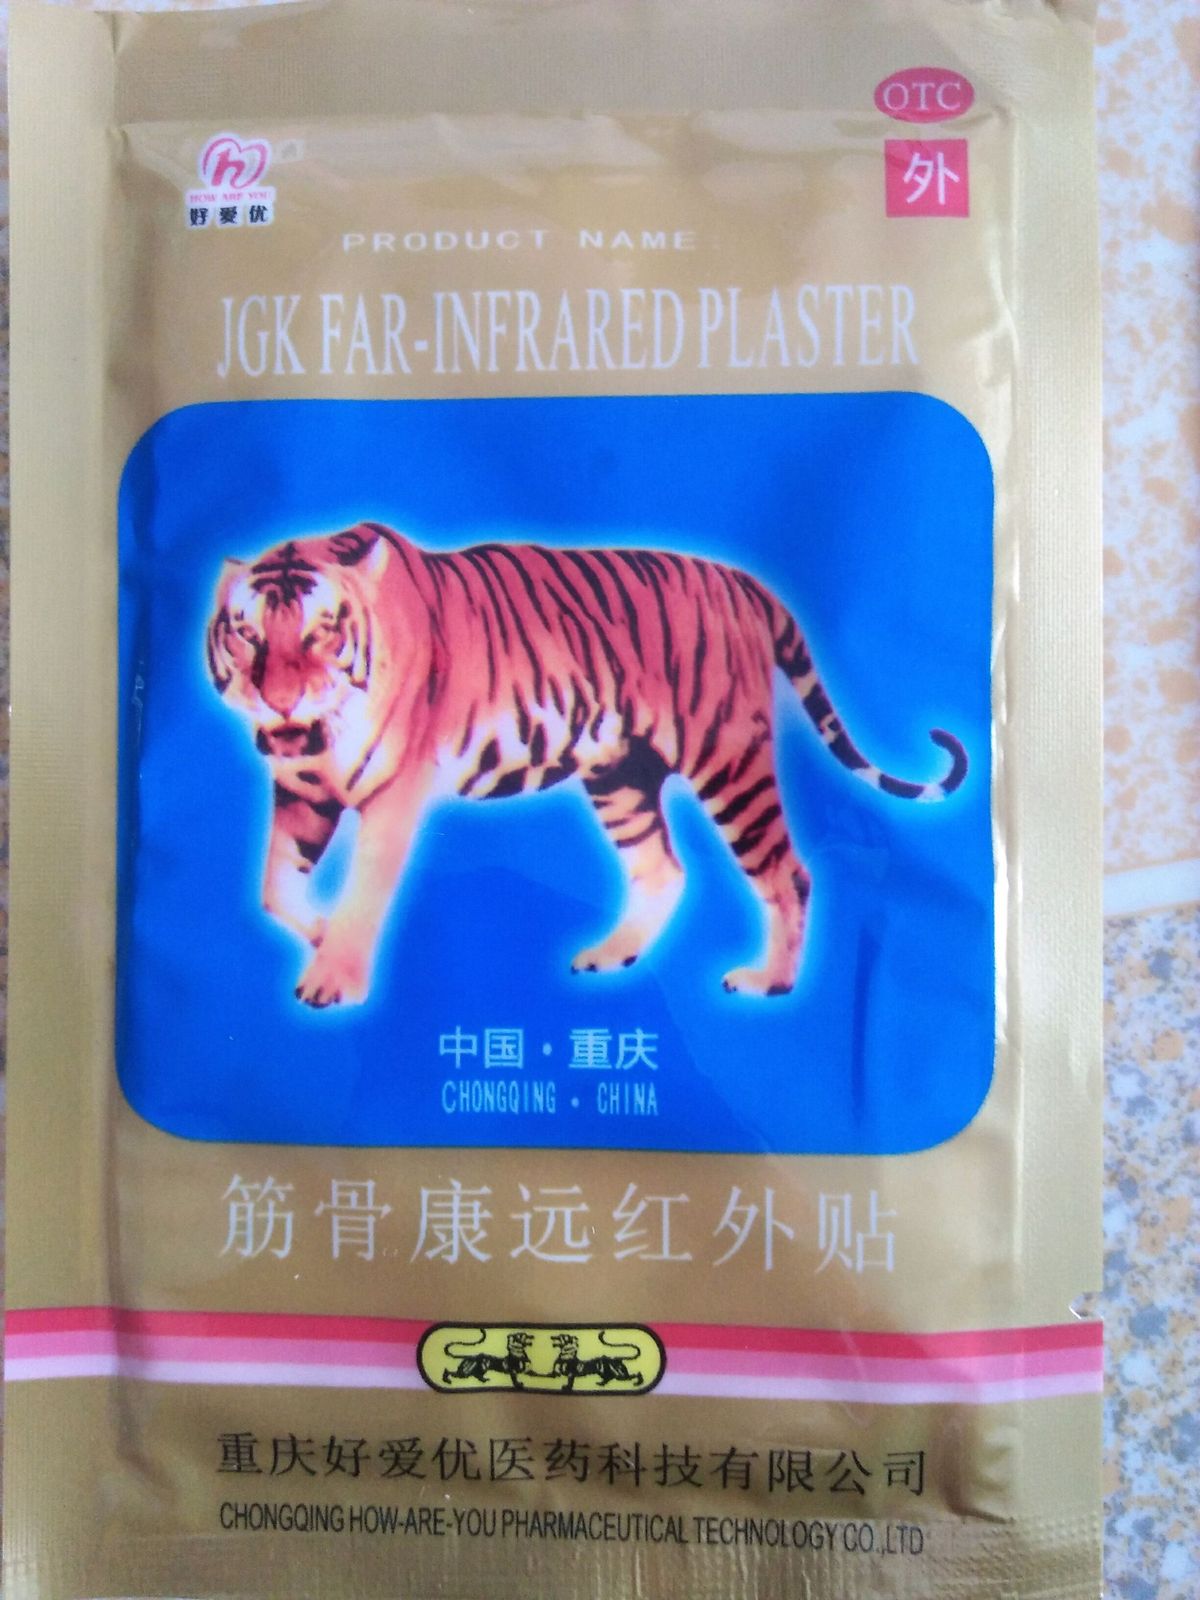 OTC
外
HOW ARE YOU
好爱优
PRODUCT NAME:
JGK FAR-INFRARED PLASTER
中国·重庆
CHONGQING · CHINA
筋骨康远红外贴
重庆好爱优医药科技有限公司
CHONGQING HOW-ARE-YOU PHARMACEUTICAL TECHNOLOGY CO.,LTD